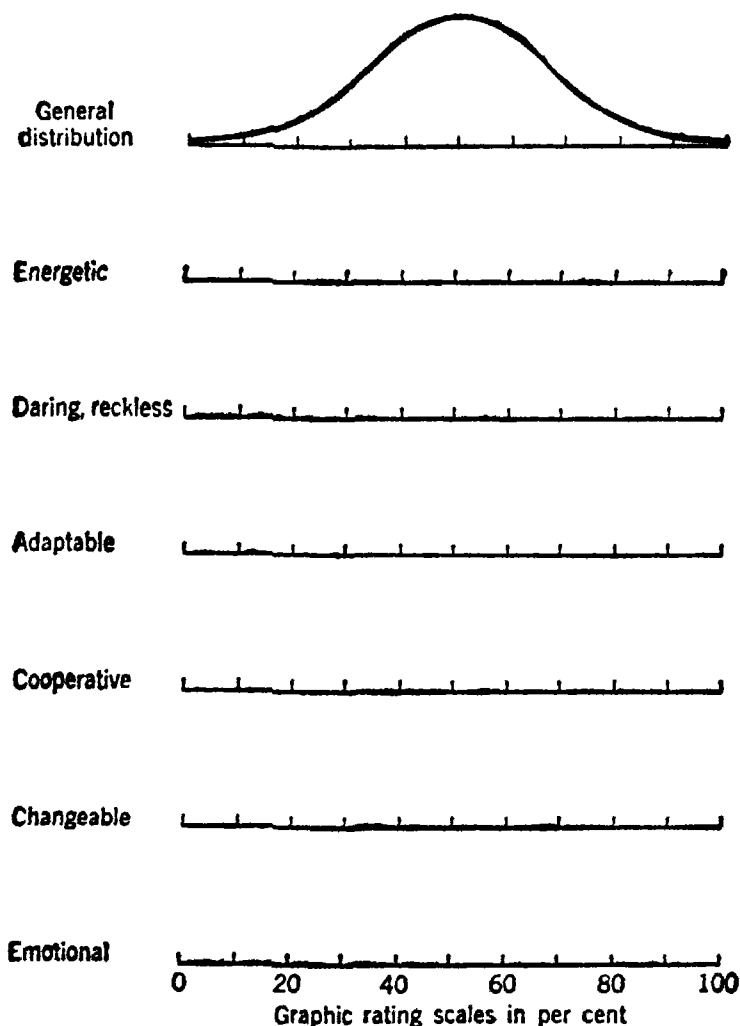 General
distribution
Energetic
Daring, reckless
Adaptable
Cooperative
Changeable
Emotional
0 20 40 60 80 100
Graphic rating scales in per cent